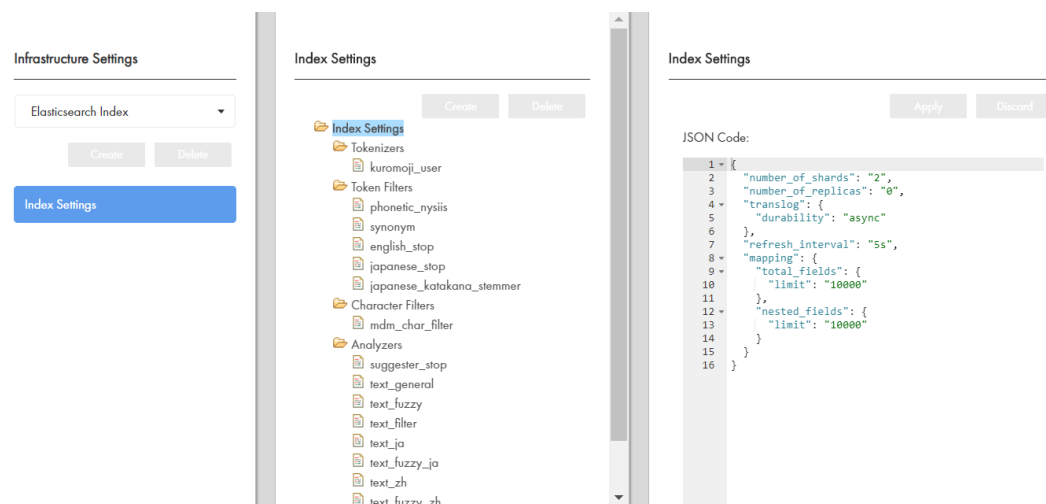 Infrastructure Settings
Elasticsearch Index
Create Delete
Index Settings
Index Settings
Create Delete
Index Settings
Tokenizers
kuromoji_user
Token Filters
phonetic_nysiis
synonym
english_stop
japanese_stop
japanese_katakana_stemmer
Character Filters
mdm_char_filter
Analyzers
suggester_stop
text_general
text_fuzzy
text_filter
text_ja
text_fuzzy_ja
text_zh
text_fuzzy_zh
Index Settings
Apply Discard
JSON Code:
1 {
2 "number_of_shards": "2",
3 "number_of_replicas": "0",
4 "translog": {
5 "durability": "async"
6 },
7 "refresh_interval": "5s",
8 "mapping": {
9 "total_fields": {
10 "limit": "10000"
11 },
12 "nested_fields": {
13 "limit": "10000"
14 }
15 }
16 }